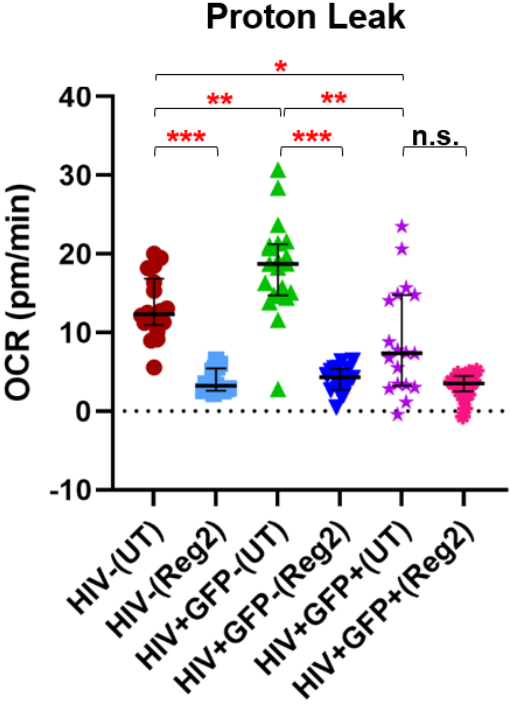 Proton Leak
*
** **
*** *** n.s.
40
30
20
10
0
-10
OCR (pm/min)
HIV-(UT)
HIV-(Reg2)
HIV+GFP-(UT)
HIV+GFP-(Reg2)
HIV+GFP+(UT)
HIV+GFP+(Reg2)